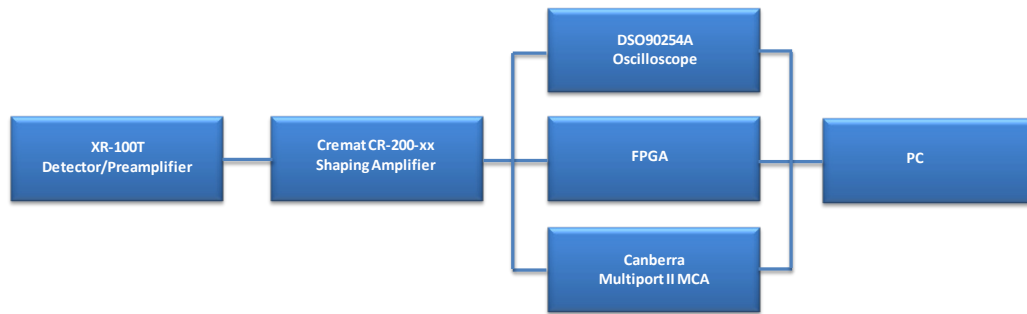 XR-100T
Detector/Preamplifier
Cremat CR-200-xx
Shaping Amplifier
DSO90254A
Oscilloscope
FPGA
Canberra
Multiport II MCA
PC